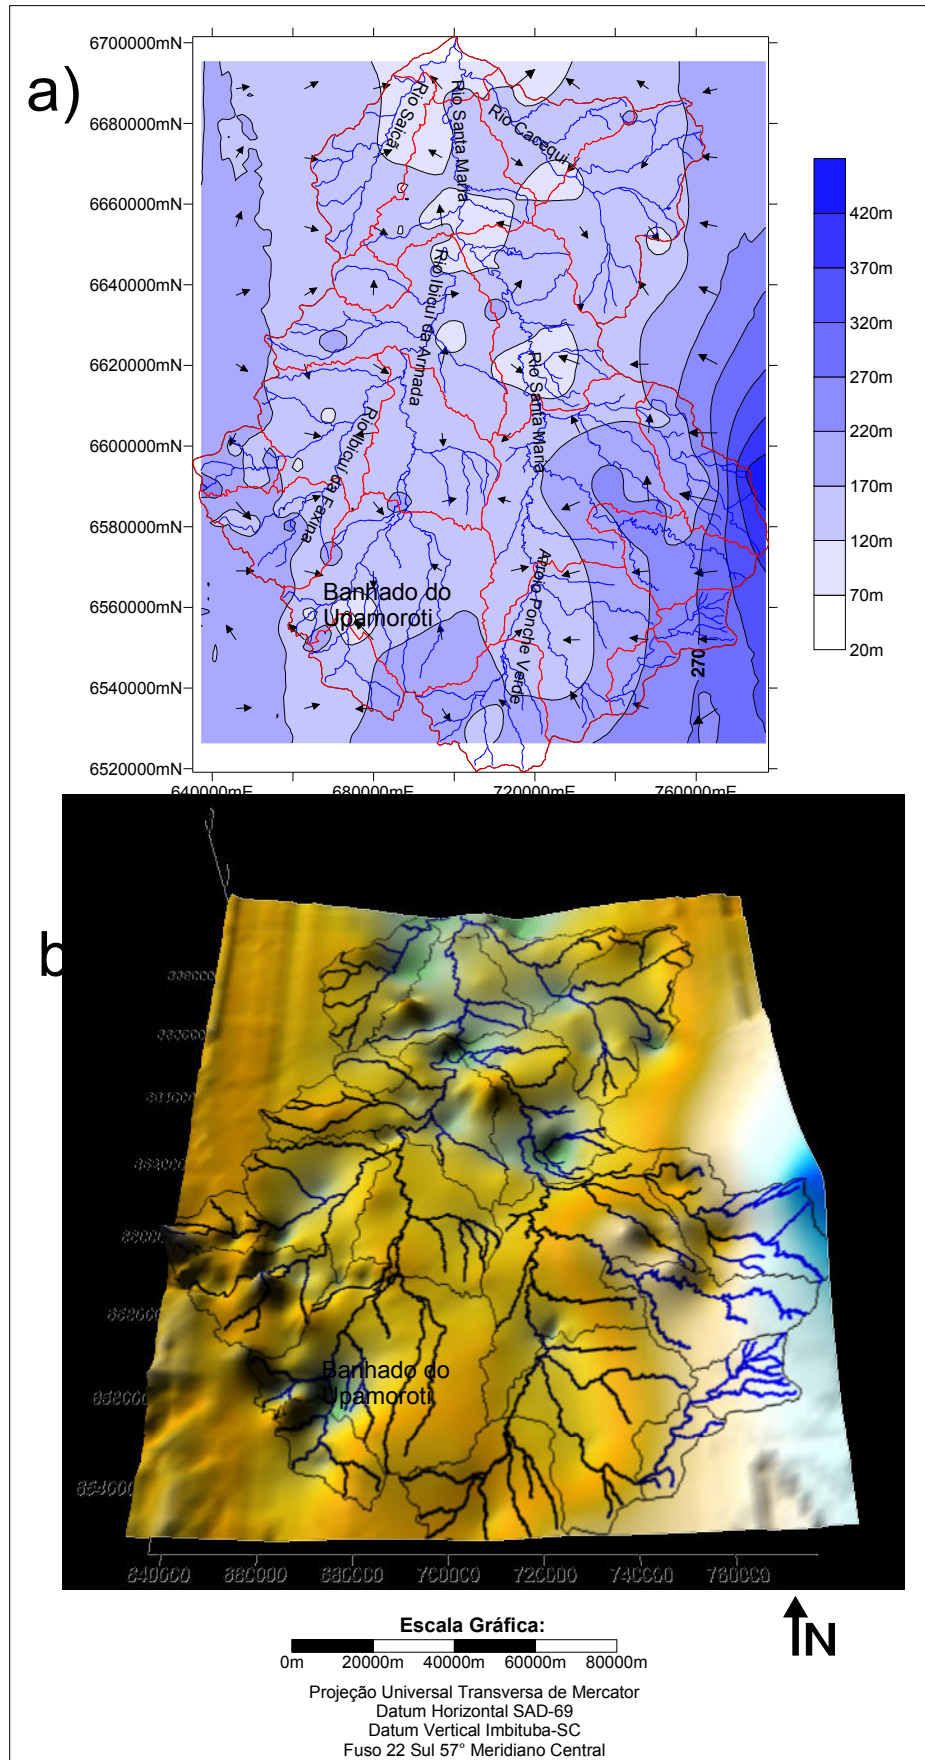 a)
6700000mN
6680000mN
6660000mN
6640000mN
6620000mN
6600000mN
6580000mN
6560000mN
6540000mN
6520000mN
640000mE
680000mE
720000mE
760000mE
Rio Saicã
Rio Santa Maria
Rio Cacequi
Rio Ibicuí da Armada
Rio Santa Maria
Rio Ibicuí da Faxina
Arroio Ponche Verde
Banhado do
Upamoroti
270
420m
370m
320m
270m
220m
170m
120m
70m
20m
b
Banhado do
Upamoroti
640000
660000
680000
700000
720000
740000
760000
N
Escala Gráfica:
0m
20000m
40000m
60000m
80000m
Projeção Universal Transversa de Mercator
Datum Horizontal SAD-69
Datum Vertical Imbituba-SC
Fuso 22 Sul 57° Meridiano Central